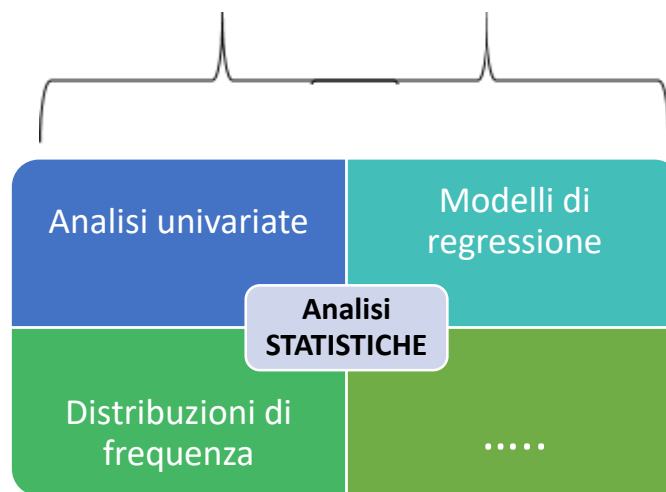 Analisi univariate
Modelli di
regressione
Analisi
STATISTICHE
Distribuzioni di
frequenza
.....